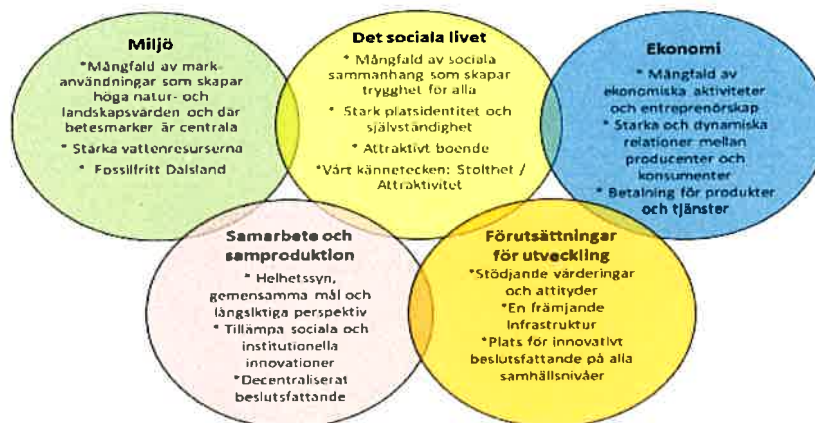 Miljö
*Mångfald av mark-
användningar som skapar
höga natur- och
landskapsvärden och där
betesmarker är centrala
* Stärka vattenresurserna
* Fossilfritt Dalsland
Det sociala livet
* Mångfald av sociala
sammanhang som skapar
trygghet för alla
* Stark platsidentitet och
självständighet
* Attraktivt boende
*Vårt kännetecken: Stolthet /
Attraktivitet
Ekonomi
* Mångfald av
ekonomiska aktiviteter
och entreprenörskap
* Starka och dynamiska
relationer mellan
producenter och
konsumenter
* Betalning för produkter
och tjänster
Samarbete och
samproduktion
* Helhetssyn,
gemensamma mål och
långsiktiga perspektiv
* Tillämpa sociala och
institutionella
innovationer
*Decentraliserat
beslutsfattande
Förutsättningar
för utveckling
*Stödjande värderingar
och attityder
*En främjande
infrastruktur
*Plats för innovativt
beslutsfattande på alla
samhällsnivåer